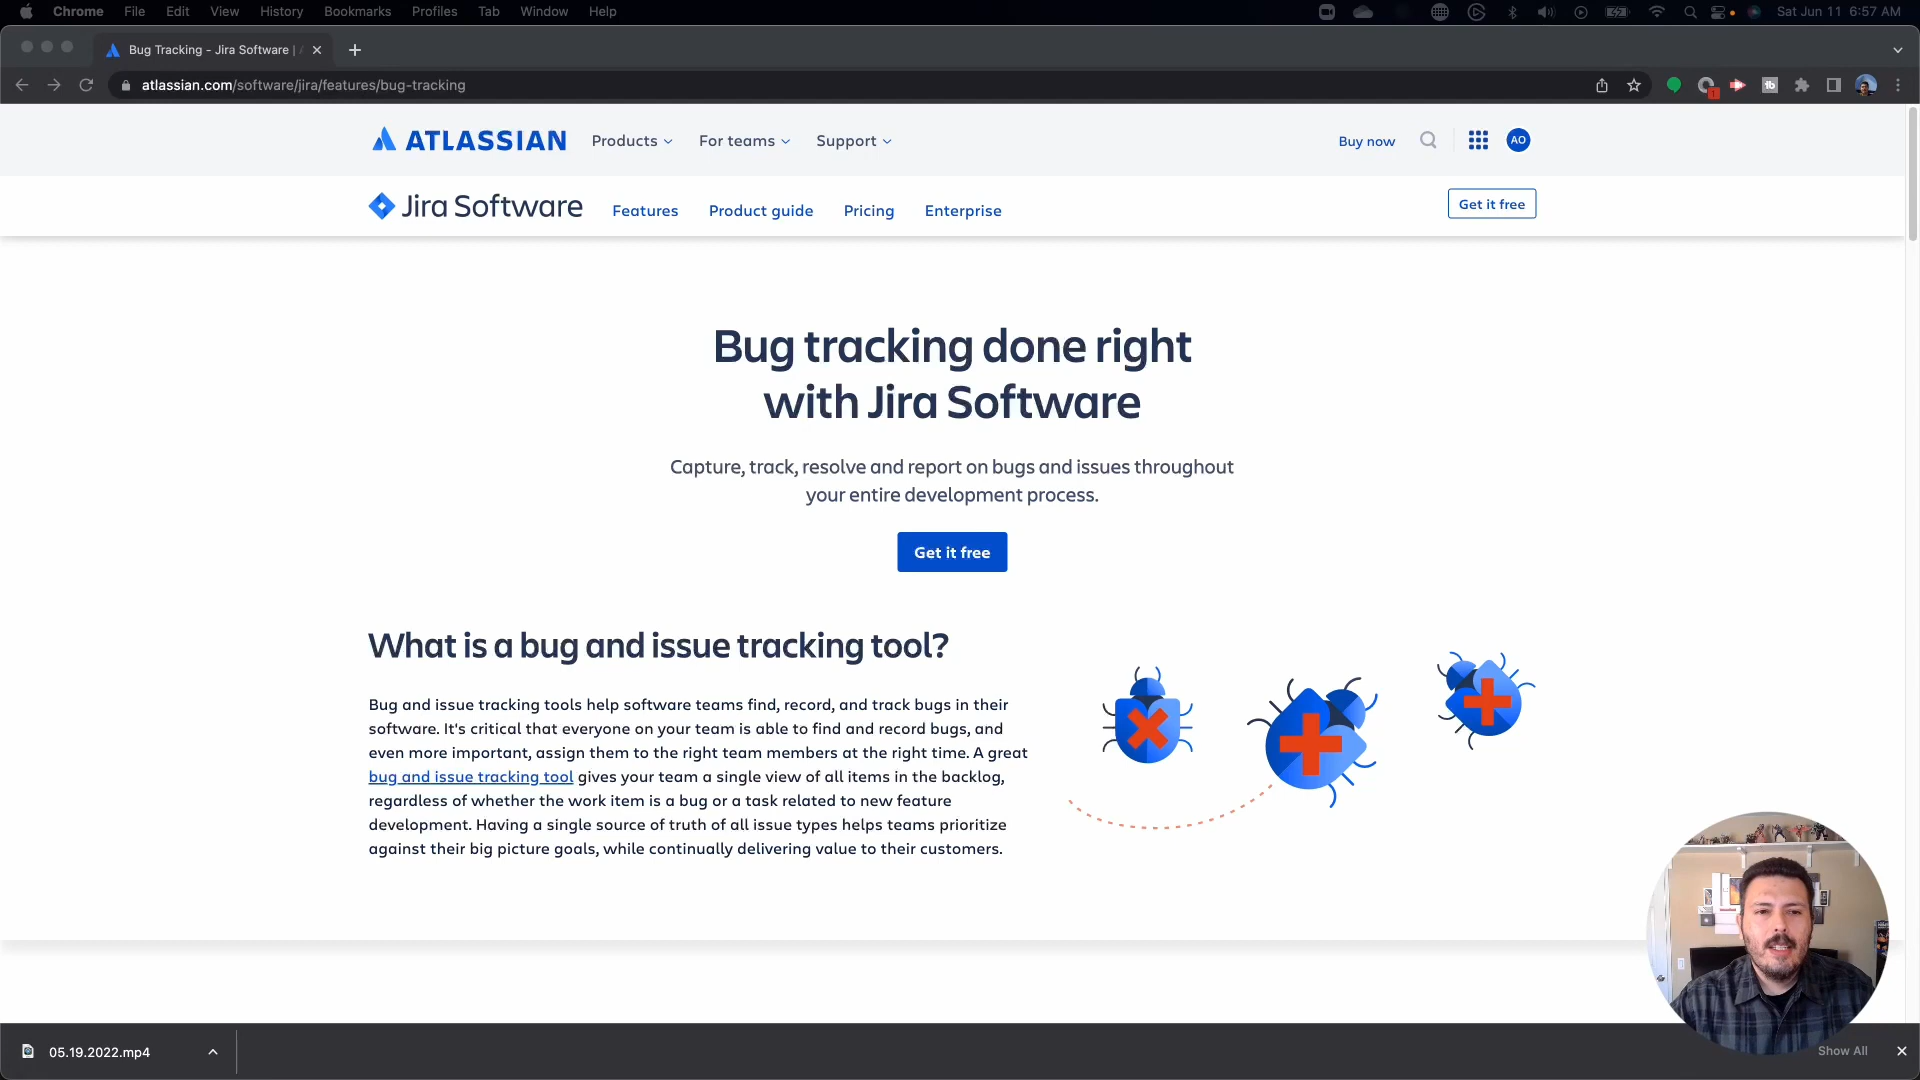 Chrome File Edit View History Bookmarks Profiles Tab Window Help
Sat Jun 11 6:57 AM
Bug Tracking - Jira Software |
atlassian.com/software/jira/features/bug-tracking
1
tb
ATLASSIAN Products For teams Support Buy now AO
Jira Software Features Product guide Pricing Enterprise Get it free
Bug tracking done right
with Jira Software
Capture, track, resolve and report on bugs and issues throughout
your entire development process.
Get it free
What is a bug and issue tracking tool?
Bug and issue tracking tools help software teams find, record, and track bugs in their
software. It's critical that everyone on your team is able to find and record bugs, and
even more important, assign them to the right team members at the right time. A great
bug and issue tracking tool gives your team a single view of all items in the backlog,
regardless of whether the work item is a bug or a task related to new feature
development. Having a single source of truth of all issue types helps teams prioritize
against their big picture goals, while continually delivering value to their customers.
05.19.2022.mp4
Show All